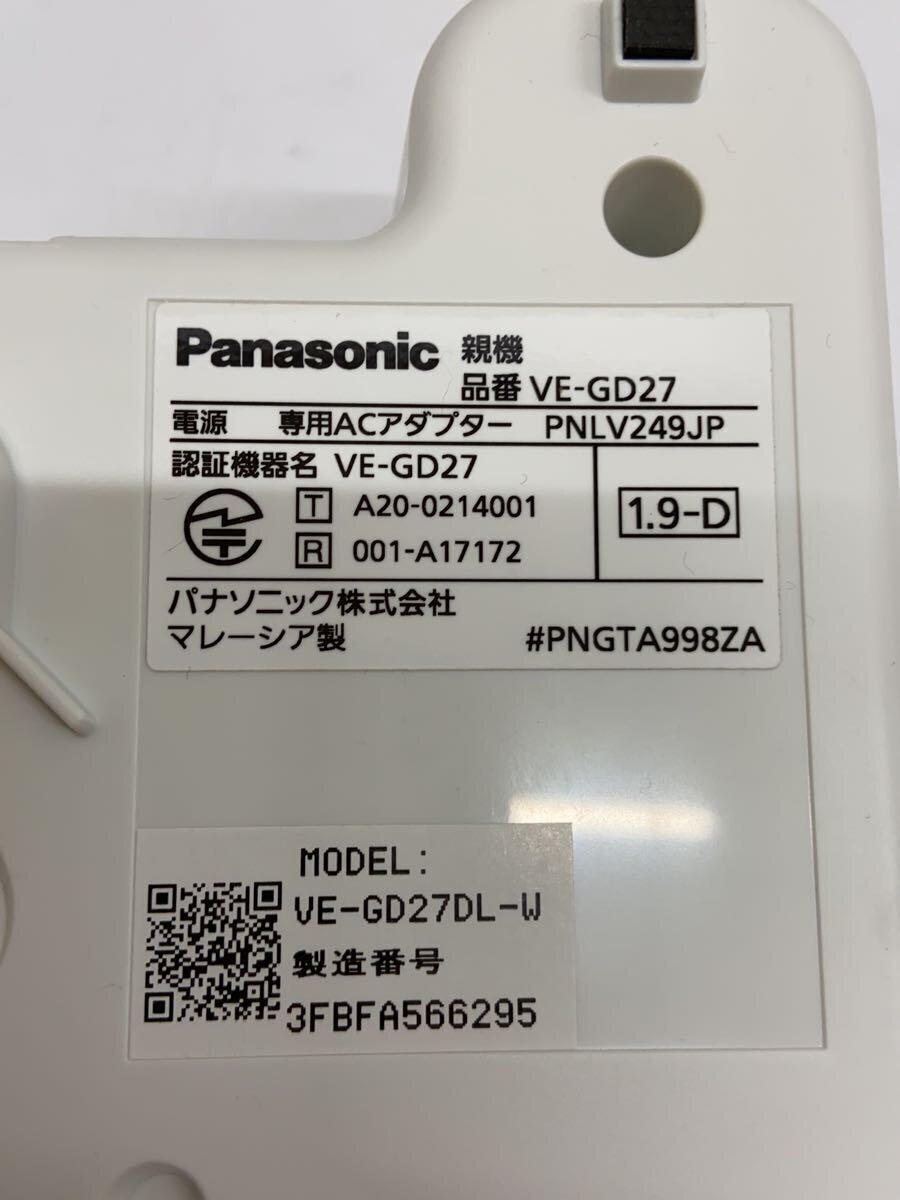 Panasonic 親機
品番 VE-GD27
電源 専用ACアダプター PNLV249JP
認証機器名 VE-GD27
T A20-0214001
R 001-A17172
1.9-D
パナソニック株式会社
マレーシア製 #PNGTA998ZA
MODEL:
VE-GD27DL-W
製造番号
3FBFA566295